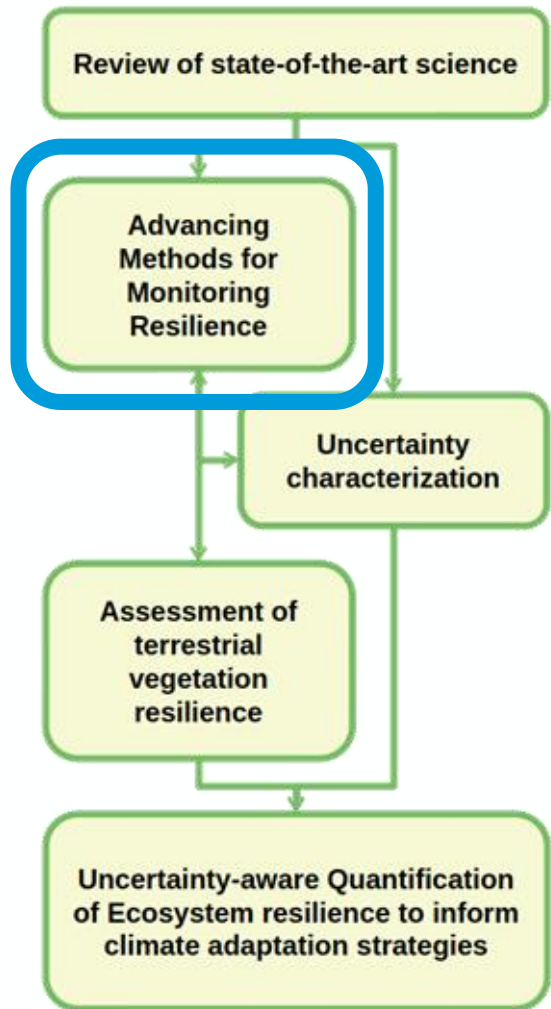 Review of state-of-the-art science
Advancing
Methods for
Monitoring
Resilience
Uncertainty
characterization
Assessment of
terrestrial
vegetation
resilience
Uncertainty-aware Quantification
of Ecosystem resilience to inform
climate adaptation strategies